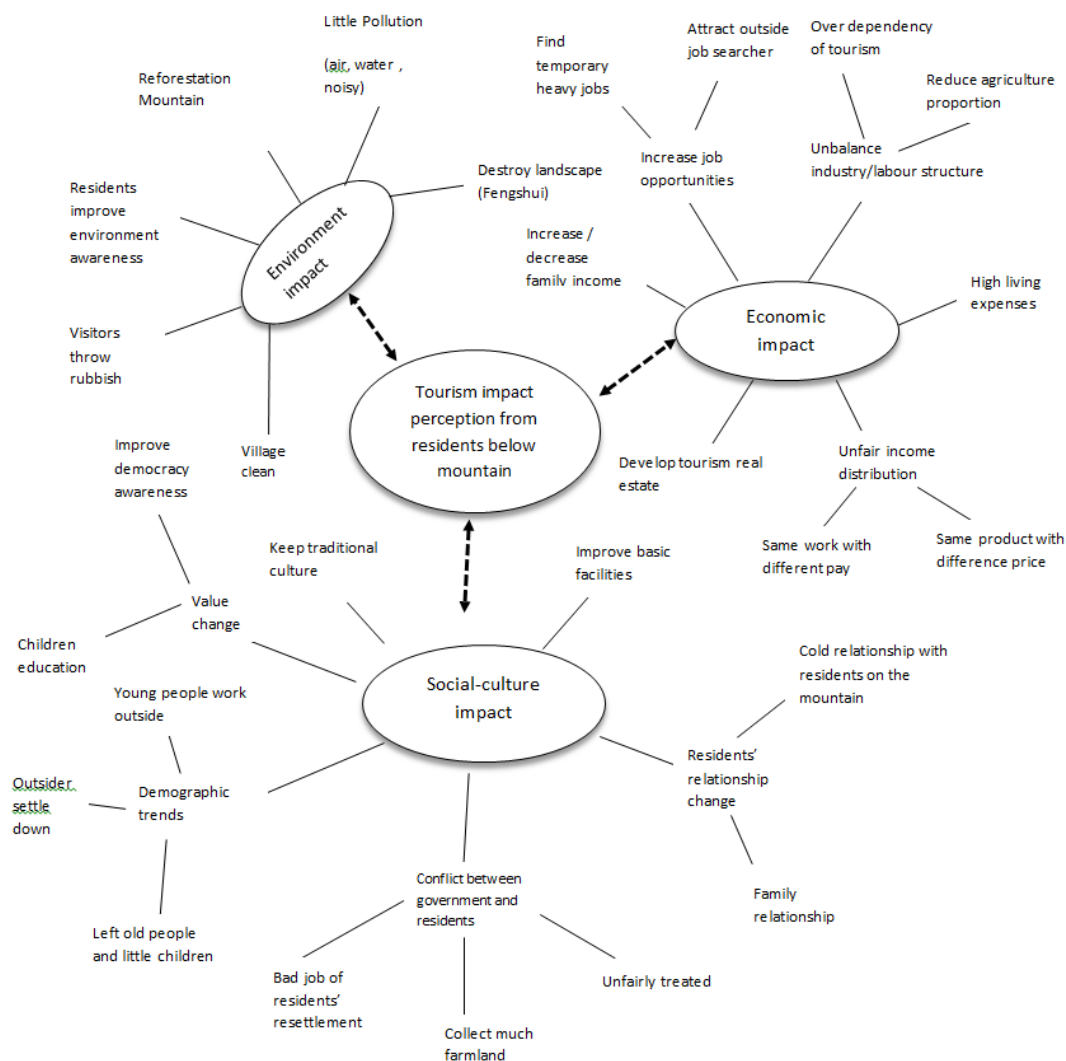 Little Pollution
(air, water ,
noisy)
Reforestation
Mountain
Residents
improve
environment
awareness
Destroy landscape
(Fengshui)
Environment
impact
Visitors
throw
rubbish
Village
clean
Find
temporary
heavy jobs
Attract outside
job searcher
Over dependency
of tourism
Reduce agriculture
proportion
Increase job
opportunities
Unbalance
industry/labour structure
Increase /
decrease
family income
High living
expenses
Economic
impact
Tourism impact
perception from
residents below
mountain
Develop tourism real
estate
Unfair income
distribution
Same work with
different pay
Same product with
difference price
Improve
democracy
awareness
Keep traditional
culture
Improve basic
facilities
Value
change
Children
education
Social-culture
impact
Cold relationship with
residents on the
mountain
Young people work
outside
Residents’
relationship
change
Outsider
settle
down
Demographic
trends
Family
relationship
Left old people
and little children
Conflict between
government and
residents
Bad job of
residents’
resettlement
Collect much
farmland
Unfairly treated